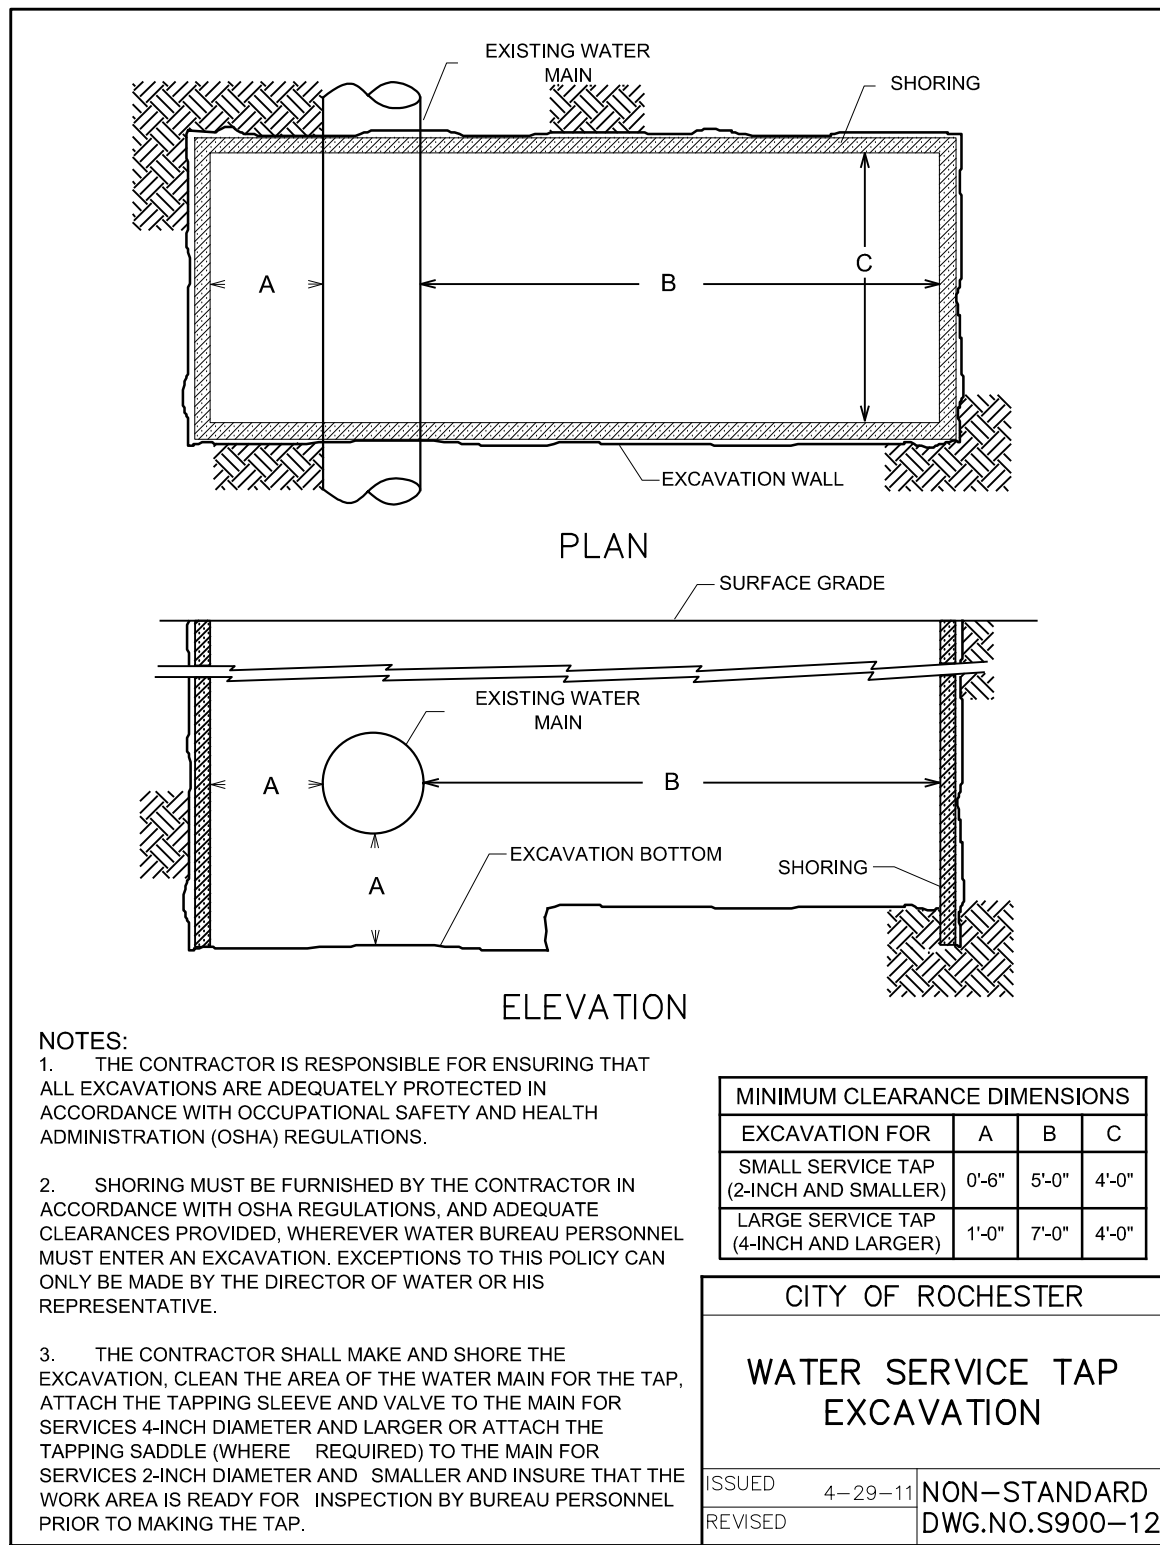 EXISTING WATER
MAIN
SHORING
A
B
C
EXCAVATION WALL
PLAN
SURFACE GRADE
EXISTING WATER
MAIN
A
B
EXCAVATION BOTTOM
SHORING
A
ELEVATION
NOTES:
1. THE CONTRACTOR IS RESPONSIBLE FOR ENSURING THAT
ALL EXCAVATIONS ARE ADEQUATELY PROTECTED IN
ACCORDANCE WITH OCCUPATIONAL SAFETY AND HEALTH
ADMINISTRATION (OSHA) REGULATIONS.
2. SHORING MUST BE FURNISHED BY THE CONTRACTOR IN
ACCORDANCE WITH OSHA REGULATIONS, AND ADEQUATE
CLEARANCES PROVIDED, WHEREVER WATER BUREAU PERSONNEL
MUST ENTER AN EXCAVATION. EXCEPTIONS TO THIS POLICY CAN
ONLY BE MADE BY THE DIRECTOR OF WATER OR HIS
REPRESENTATIVE.
3. THE CONTRACTOR SHALL MAKE AND SHORE THE
EXCAVATION, CLEAN THE AREA OF THE WATER MAIN FOR THE TAP,
ATTACH THE TAPPING SLEEVE AND VALVE TO THE MAIN FOR
SERVICES 4-INCH DIAMETER AND LARGER OR ATTACH THE
TAPPING SADDLE (WHERE REQUIRED) TO THE MAIN FOR
SERVICES 2-INCH DIAMETER AND SMALLER AND INSURE THAT THE
WORK AREA IS READY FOR INSPECTION BY BUREAU PERSONNEL
PRIOR TO MAKING THE TAP.
MINIMUM CLEARANCE DIMENSIONS
EXCAVATION FOR A B C
SMALL SERVICE TAP
(2-INCH AND SMALLER) 0'-6" 5'-0" 4'-0"
LARGE SERVICE TAP
(4-INCH AND LARGER) 1'-0" 7'-0" 4'-0"
CITY OF ROCHESTER
WATER SERVICE TAP
EXCAVATION
ISSUED 4-29-11
REVISED
NON-STANDARD
DWG.NO.S900-12